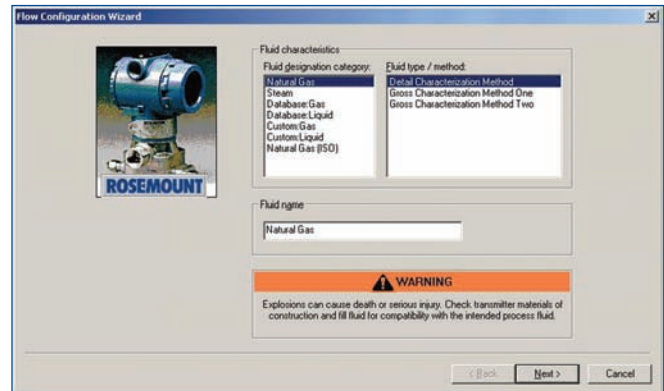 Flow Configuration Wizard
ROSEMOUNT
Fluid characteristics
Fluid designation category:
Natural Gas
Steam
Database:Gas
Database:Liquid
Custom:Gas
Custom:Liquid
Natural Gas (ISO)
Fluid type / method:
Detail Characterization Method
Gross Characterization Method One
Gross Characterization Method Two
Fluid name
Natural Gas
WARNING
Explosions can cause death or serious injury. Check transmitter materials of
construction and fill fluid for compatibility with the intended process fluid.
< Back
Next >
Cancel